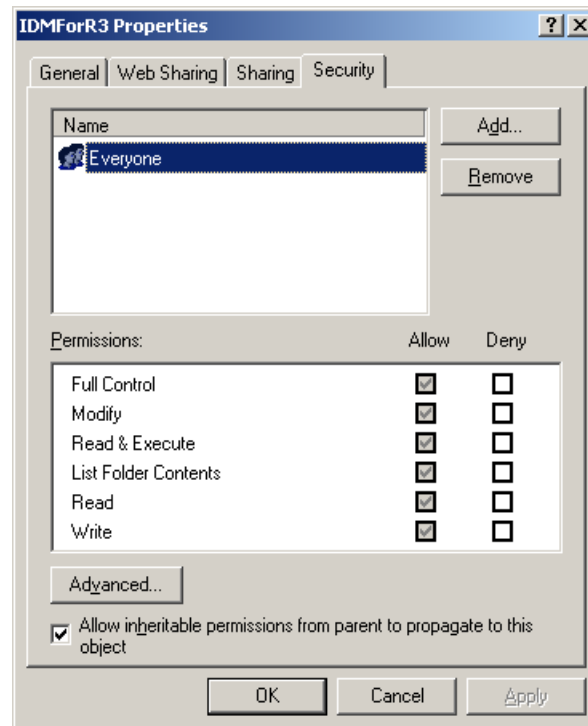 IDMForR3 Properties
General Web Sharing Sharing Security
Name
Add...
Everyone
Remove
Permissions: Allow Deny
Full Control
Modify
Read & Execute
List Folder Contents
Read
Write
Advanced...
Allow inheritable permissions from parent to propagate to this
object
OK Cancel Apply